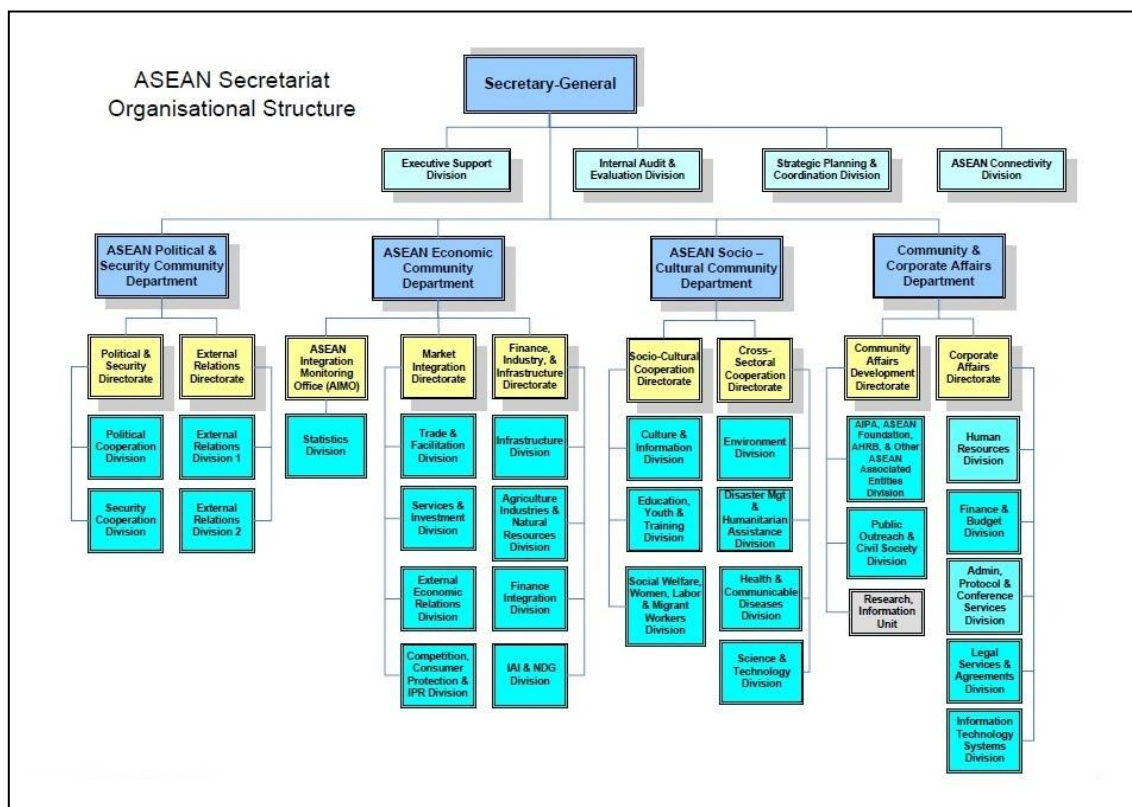 ASEAN Secretariat
Organisational Structure
Secretary-General
Executive Support
Division
Internal Audit &
Evaluation Division
Strategic Planning &
Coordination Division
ASEAN Connectivity
Division
ASEAN Political &
Security Community
Department
ASEAN Economic
Community
Department
ASEAN Socio –
Cultural Community
Department
Community &
Corporate Affairs
Department
Political &
Security
Directorate
External
Relations
Directorate
ASEAN
Integration
Monitoring
Office (AIMO)
Market
Integration
Directorate
Finance,
Industry, &
Infrastructure
Directorate
Socio-Cultural
Cooperation
Directorate
Cross-
Sectoral
Cooperation
Directorate
Community
Affairs
Development
Directorate
Corporate
Affairs
Directorate
Political
Cooperation
Division
Security
Cooperation
Division
External
Relations
Division 1
External
Relations
Division 2
Statistics
Division
Trade &
Facilitation
Division
Services &
Investment
Division
External
Economic
Relations
Division
Competition,
Consumer
Protection &
IPR Division
Infrastructure
Division
Agriculture
Industries &
Natural
Resources
Division
Finance
Integration
Division
IAI & NDG
Division
Culture &
Information
Division
Education,
Youth &
Training
Division
Social Welfare,
Women, Labor
& Migrant
Workers
Division
Environment
Division
Disaster Mgt
&
Humanitarian
Assistance
Division
Health &
Communicable
Diseases
Division
Science &
Technology
Division
AIPA, ASEAN
Foundation,
AHRB, & Other
ASEAN
Associated
Entities
Division
Public
Outreach &
Civil Society
Division
Research,
Information
Unit
Human
Resources
Division
Finance &
Budget
Division
Admin,
Protocol &
Conference
Services
Division
Legal
Services &
Agreements
Division
Information
Technology
Systems
Division